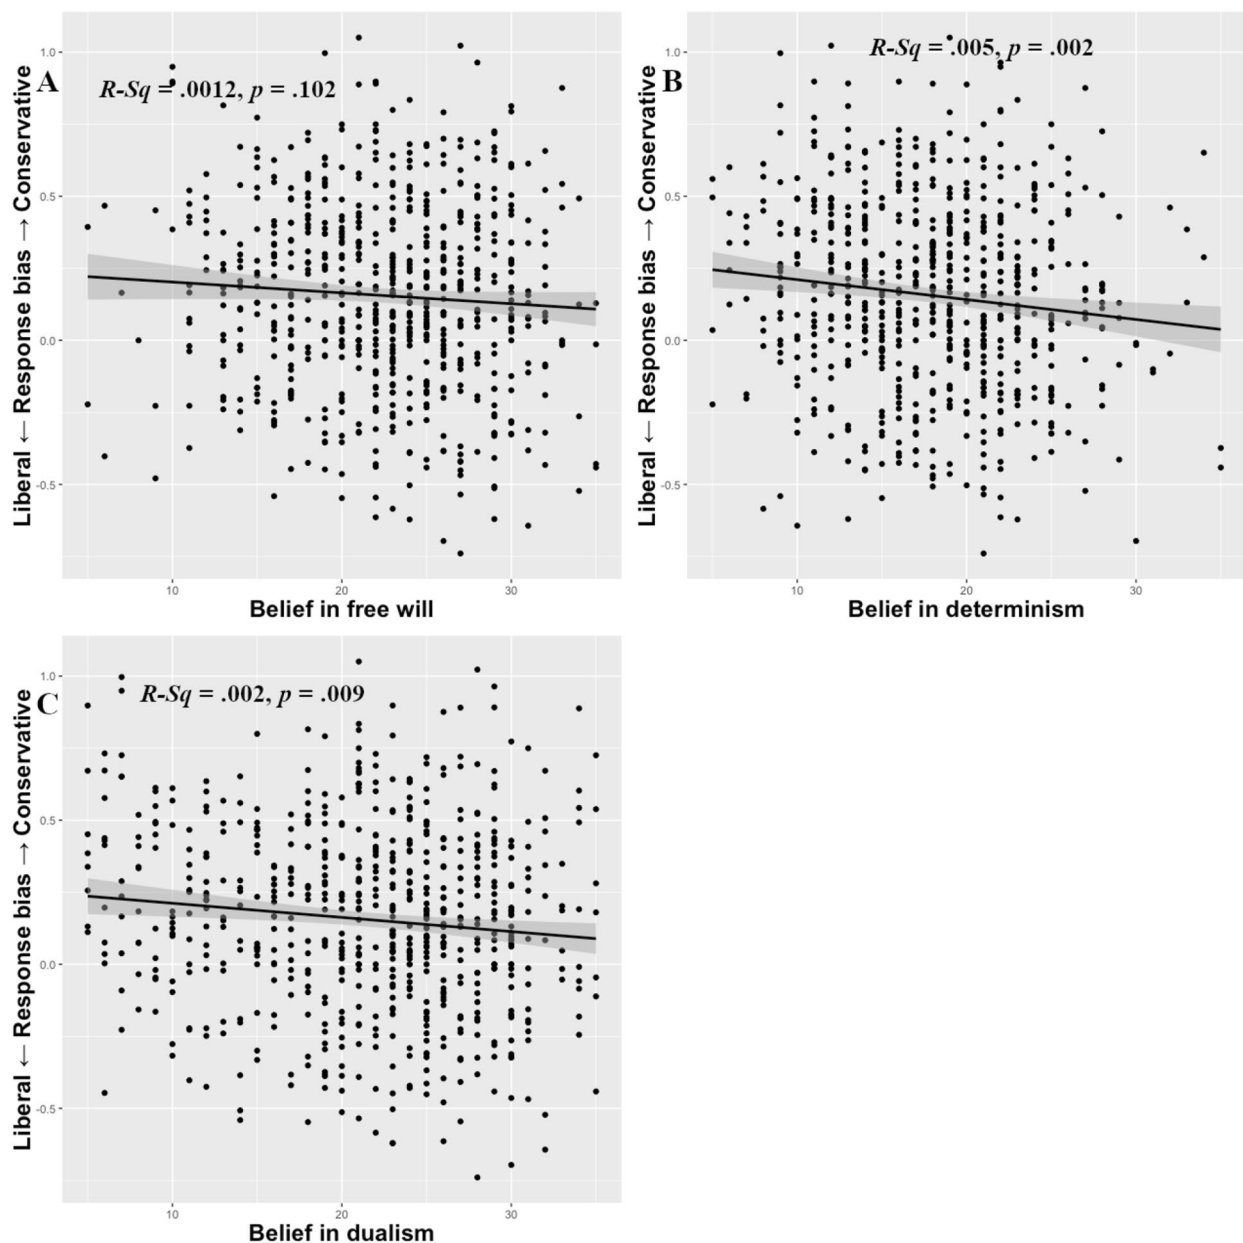 A
R-Sq = .0012, p = .102
Liberal ← Response bias → Conservative
1.0
0.5
0.0
-0.5
10 20 30
Belief in free will
B
R-Sq = .005, p = .002
Liberal ← Response bias → Conservative
1.0
0.5
0.0
-0.5
10 20 30
Belief in determinism
C
R-Sq = .002, p = .009
Liberal ← Response bias → Conservative
1.0
0.5
0.0
-0.5
10 20 30
Belief in dualism